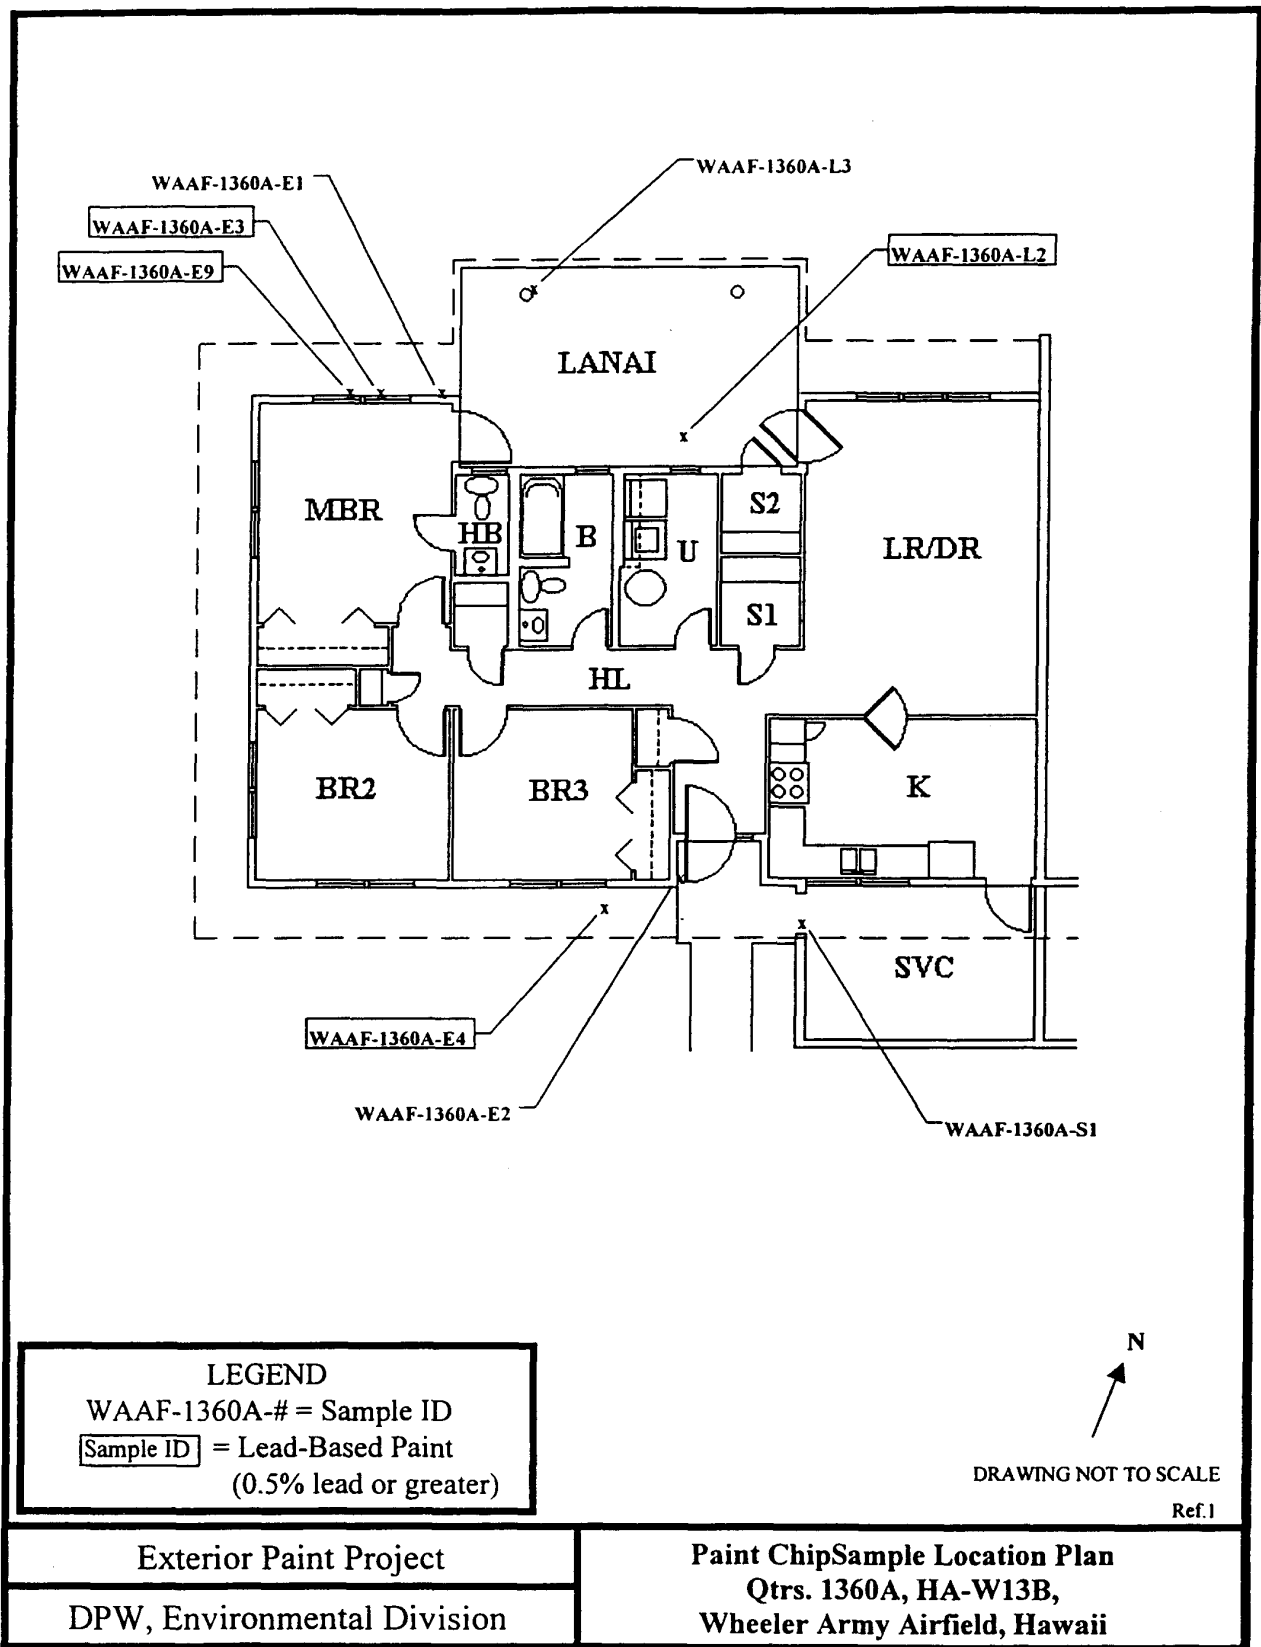 WAAF-1360A-L3
WAAF-1360A-E1
WAAF-1360A-E3
WAAF-1360A-L2
WAAF-1360A-E9
x
x x x
LANAI
x
MBR
HB
B
U
S2
LR/DR
S1
HL
BR2
BR3
K
x
x
SVC
WAAF-1360A-E4
WAAF-1360A-E2
WAAF-1360A-S1
N
LEGEND
WAAF-1360A-# = Sample ID
Sample ID = Lead-Based Paint
(0.5% lead or greater)
DRAWING NOT TO SCALE
Ref.1
Exterior Paint Project
DPW, Environmental Division
Paint ChipSample Location Plan
Qtrs. 1360A, HA-W13B,
Wheeler Army Airfield, Hawaii